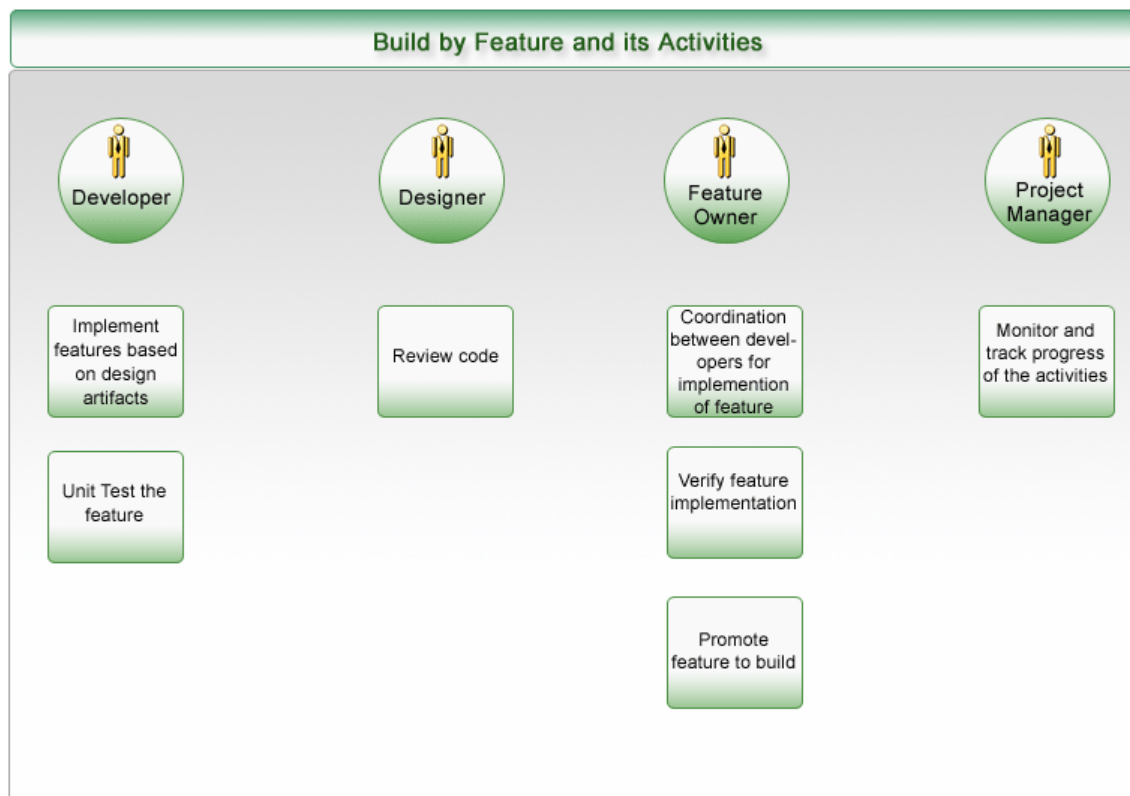 Build by Feature and its Activities
Developer
Designer
Feature
Owner
Project
Manager
Implement
features based
on design
artifacts
Review code
Coordination
between devel-
opers for
implemention
of feature
Monitor and
track progress
of the activities
Unit Test the
feature
Verify feature
implementation
Promote
feature to build